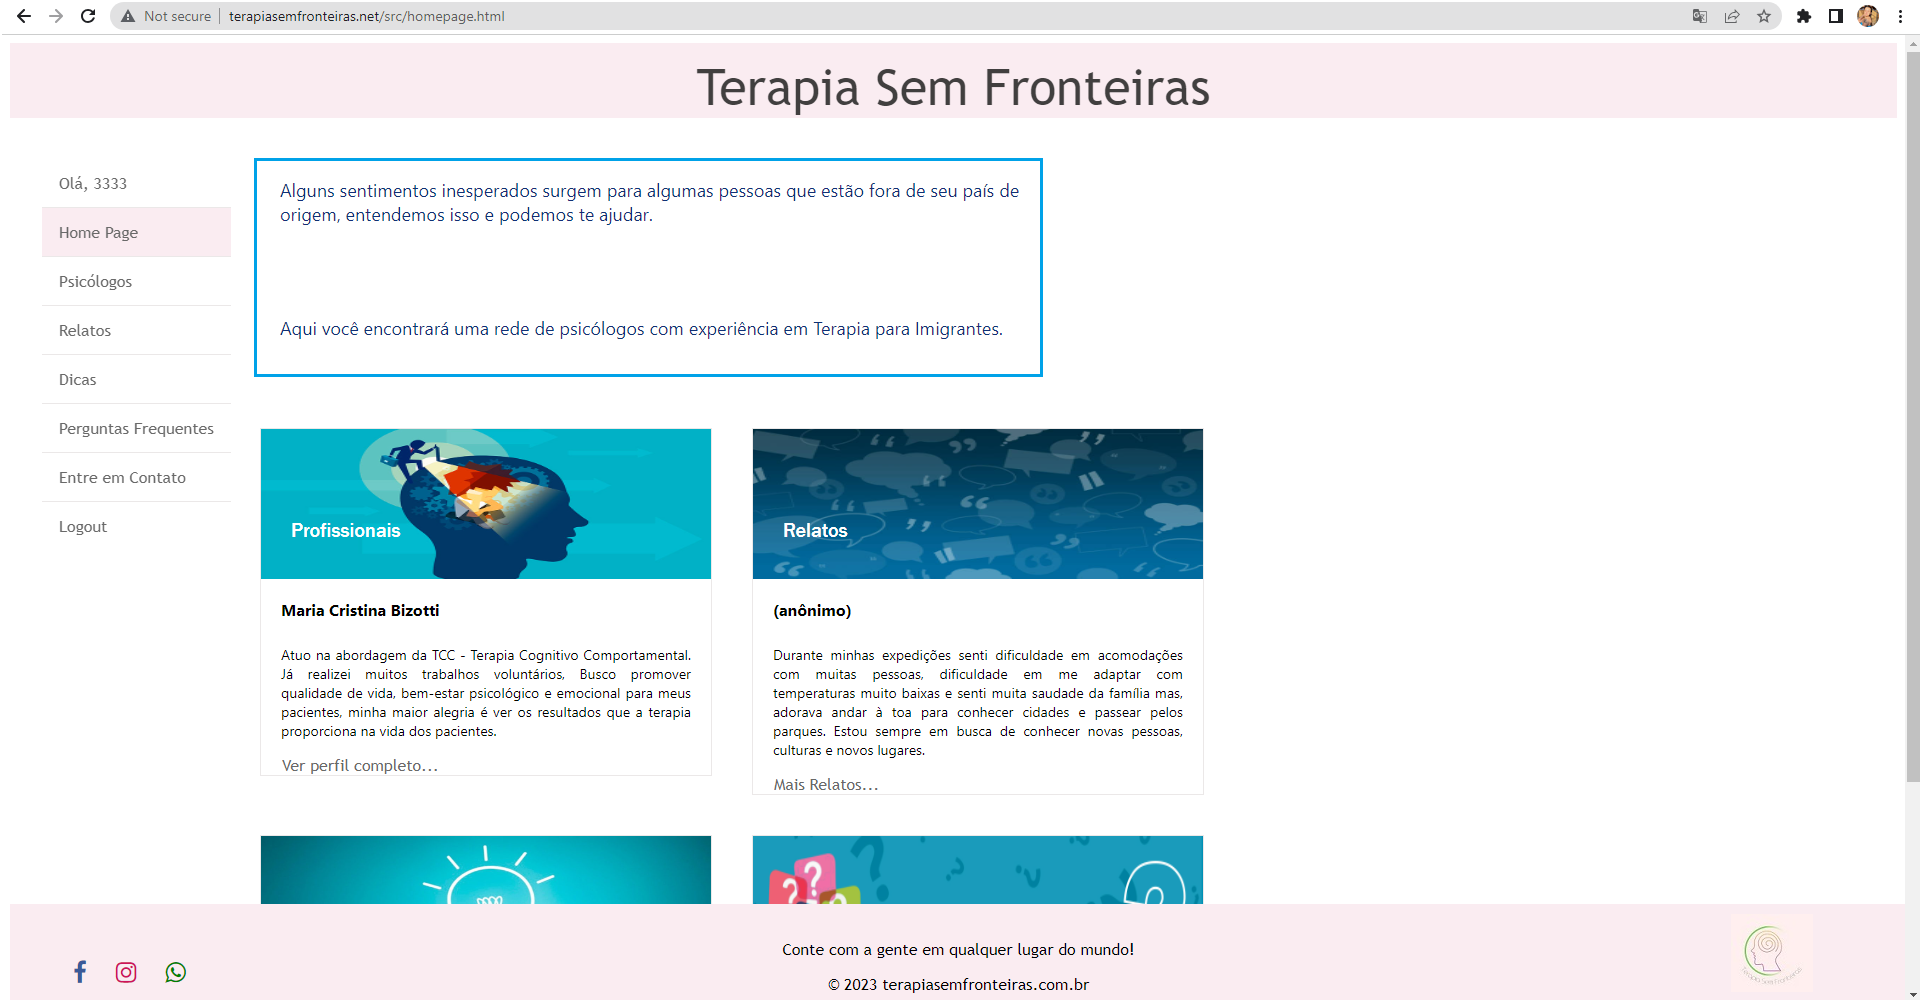 Not secure
terapiasemfronteiras.net/src/homepage.html
Terapia Sem Fronteiras
Olá, 3333
Home Page
Psicólogos
Relatos
Dicas
Perguntas Frequentes
Entre em Contato
Logout
Alguns sentimentos inesperados surgem para algumas pessoas que estão fora de seu país de
origem, entendemos isso e podemos te ajudar.
Aqui você encontrará uma rede de psicólogos com experiência em Terapia para Imigrantes.
Profissionais
Maria Cristina Bizotti
Atuo na abordagem da TCC - Terapia Cognitivo Comportamental.
Já realizei muitos trabalhos voluntários, Busco promover
qualidade de vida, bem-estar psicológico e emocional para meus
pacientes, minha maior alegria é ver os resultados que a terapia
proporciona na vida dos pacientes.
Ver perfil completo...
Relatos
(anônimo)
Durante minhas expedições senti dificuldade em acomodações
com muitas pessoas, dificuldade em me adaptar com
temperaturas muito baixas e senti muita saudade da família mas,
adorava andar à toa para conhecer cidades e passear pelos
parques. Estou sempre em busca de conhecer novas pessoas,
culturas e novos lugares.
Mais Relatos...
Conte com a gente em qualquer lugar do mundo!
© 2023 terapiasemfronteiras.com.br
Terapia Sem Fronteiras